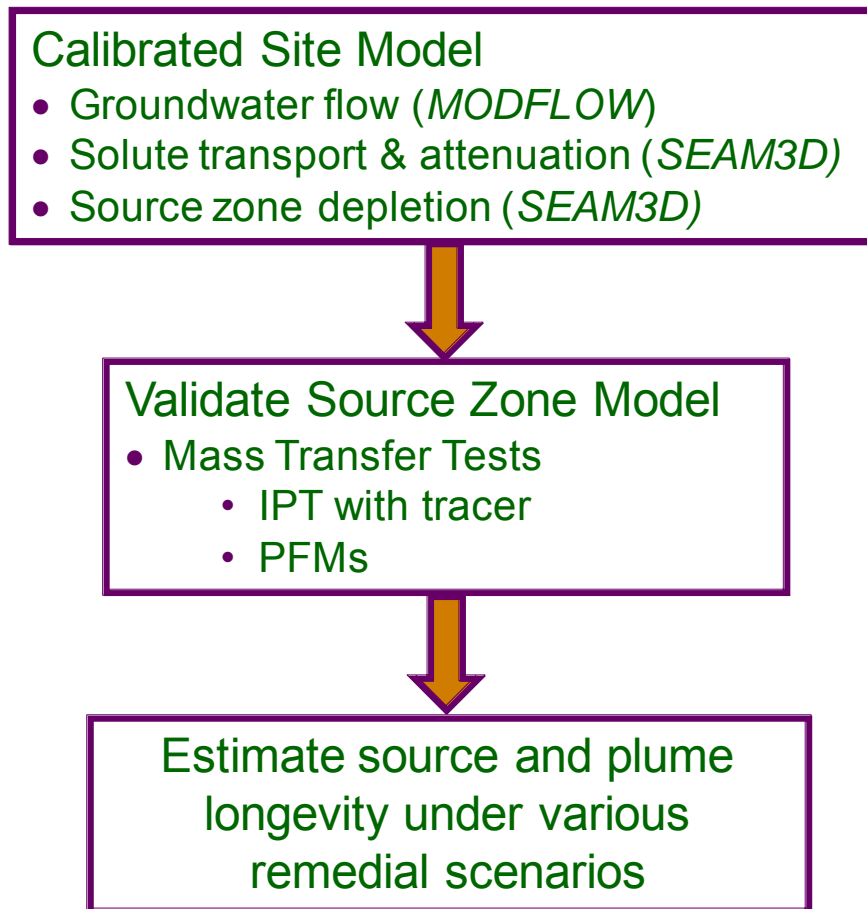 Calibrated Site Model
• Groundwater flow (MODFLOW)
• Solute transport & attenuation (SEAM3D)
• Source zone depletion (SEAM3D)
Validate Source Zone Model
• Mass Transfer Tests
• IPT with tracer
• PFMs
Estimate source and plume
longevity under various
remedial scenarios